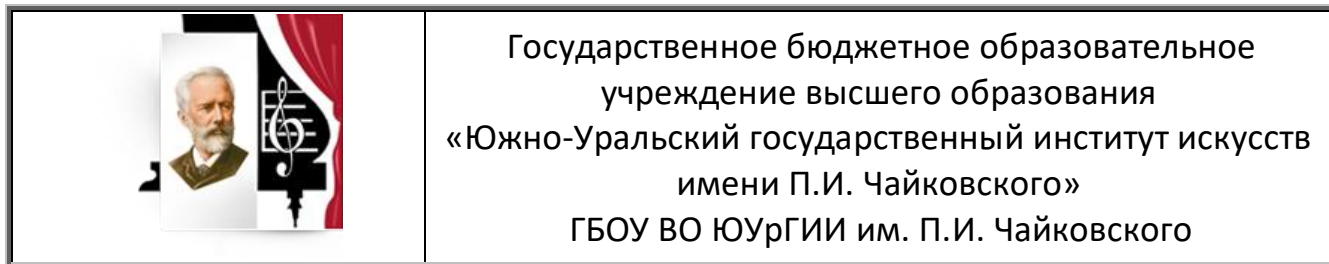 Государственное бюджетное образовательное
учреждение высшего образования
«Южно-Уральский государственный институт искусств
имени П.И. Чайковского»
ГБОУ ВО ЮУрГИИ им. П.И. Чайковского